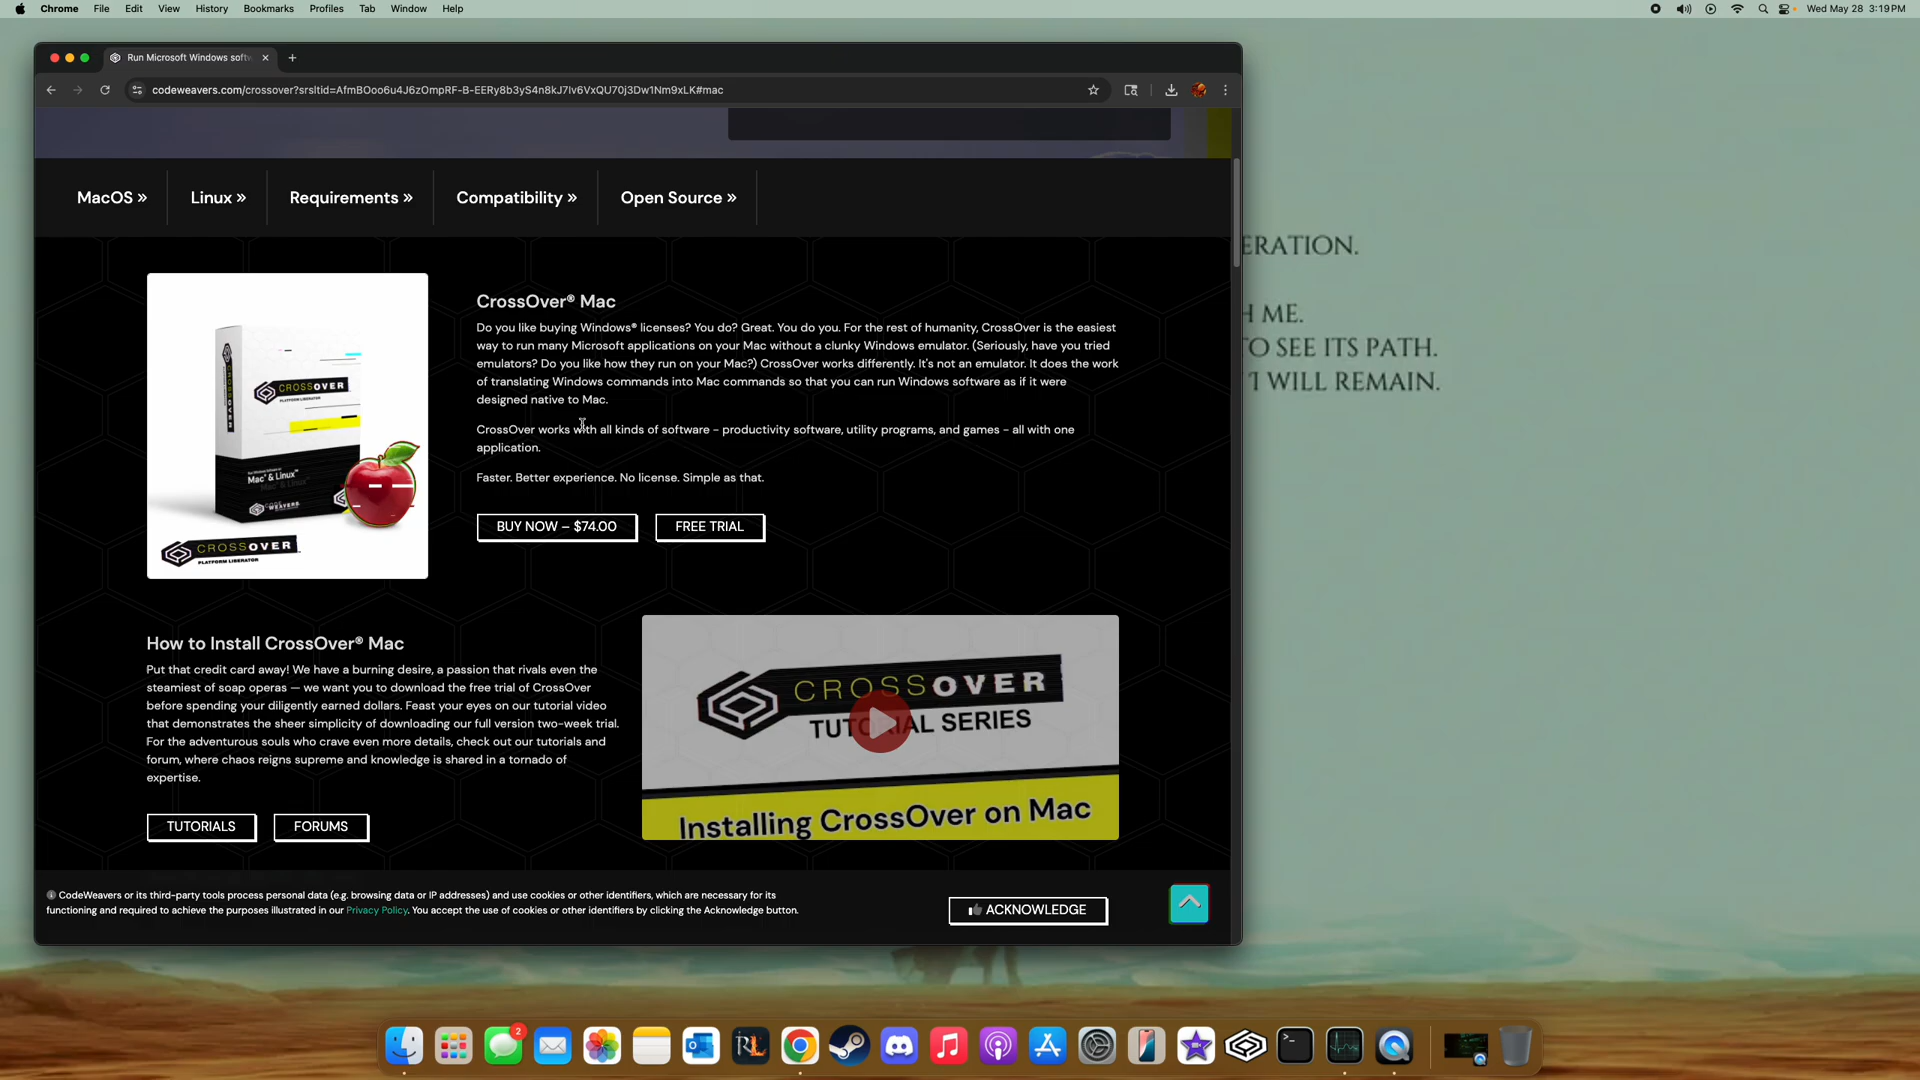 Chrome File Edit View History Bookmarks Profiles Tab Window Help
Wed May 28 3:19 PM
Run Microsoft Windows softw
codeweavers.com/crossover?srsltid=AfmBOoo6u4J6zOmpRF-B-EERy8b3yS4n8kJ7lv6VxQU70j3Dw1Nm9xLK#mac
MacOS » Linux » Requirements » Compatibility » Open Source »
ERATION.
H ME.
TO SEE ITS PATH.
I WILL REMAIN.
CROSSOVER
CROSSOVER
Mac & Linux
CODE WEAVERS
CROSSOVER
PLATFORM LIBERATOR
CrossOver® Mac
Do you like buying Windows® licenses? You do? Great. You do you. For the rest of humanity, CrossOver is the easiest
way to run many Microsoft applications on your Mac without a clunky Windows emulator. (Seriously, have you tried
emulators? Do you like how they run on your Mac?) CrossOver works differently. It's not an emulator. It does the work
of translating Windows commands into Mac commands so that you can run Windows software as if it were
designed native to Mac.
CrossOver works with all kinds of software – productivity software, utility programs, and games – all with one
application.
Faster. Better experience. No license. Simple as that.
BUY NOW – $74.00 FREE TRIAL
How to Install CrossOver® Mac
Put that credit card away! We have a burning desire, a passion that rivals even the
steamiest of soap operas — we want you to download the free trial of CrossOver
before spending your diligently earned dollars. Feast your eyes on our tutorial video
that demonstrates the sheer simplicity of downloading our full version two-week trial.
For the adventurous souls who crave even more details, check out our tutorials and
forum, where chaos reigns supreme and knowledge is shared in a tornado of
expertise.
TUTORIALS FORUMS
CROSSOVER
TUTORIAL SERIES
Installing CrossOver on Mac
CodeWeavers or its third-party tools process personal data (e.g. browsing data or IP addresses) and use cookies or other identifiers, which are necessary for its
functioning and required to achieve the purposes illustrated in our Privacy Policy. You accept the use of cookies or other identifiers by clicking the Acknowledge button.
ACKNOWLEDGE
2
RL